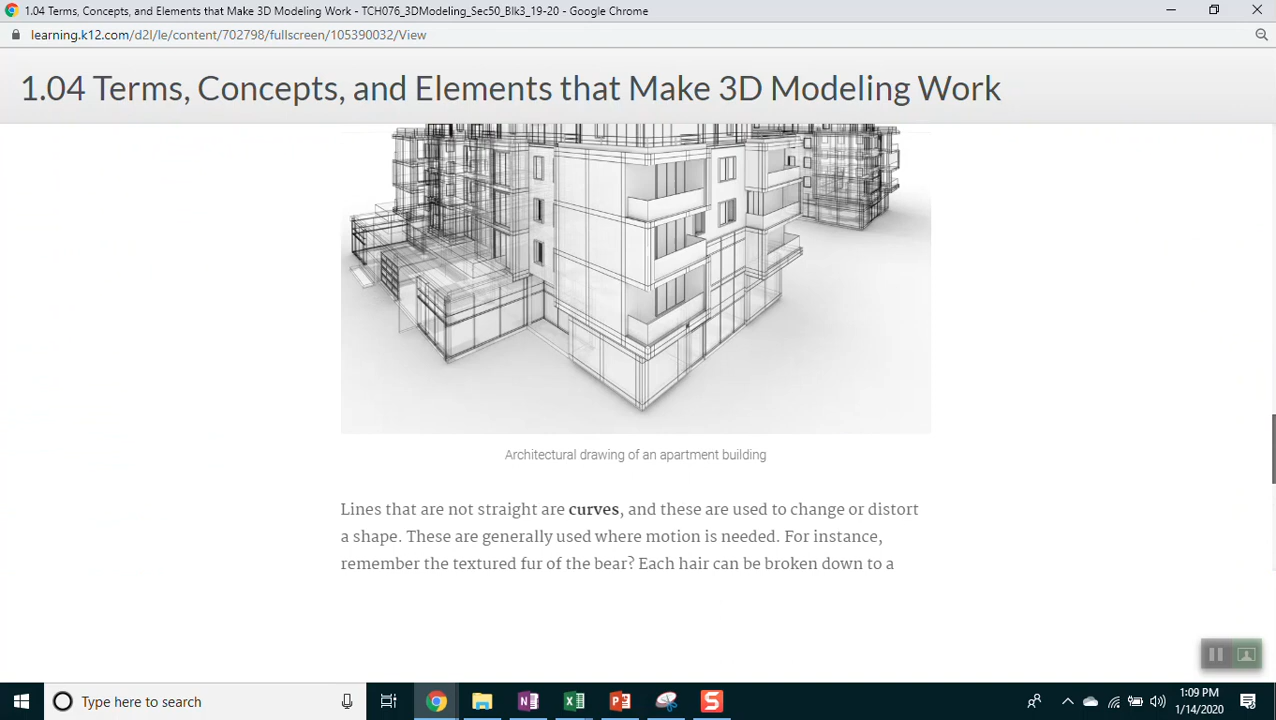 1.04 Terms, Concepts, and Elements that Make 3D Modeling Work - TCH076_3DModeling_Sec50_Blk3_19-20 - Google Chrome
learning.k12.com/d2l/le/content/702798/fullscreen/105390032/View
1.04 Terms, Concepts, and Elements that Make 3D Modeling Work
Architectural drawing of an apartment building
Lines that are not straight are curves, and these are used to change or distort
a shape. These are generally used where motion is needed. For instance,
remember the textured fur of the bear? Each hair can be broken down to a
Type here to search
1:09 PM
1/14/2020